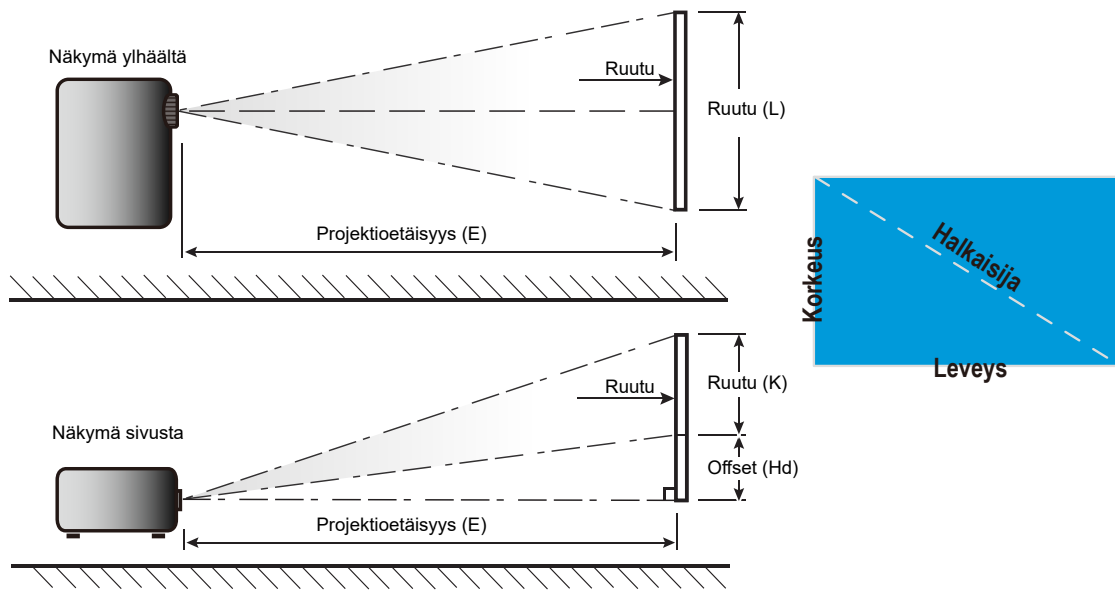 Näkymä ylhäältä
Ruutu
Ruutu (L)
Projektioetäisyys (E)
Korkeus
Halkaisija
Leveys
Näkymä sivusta
Ruutu
Ruutu (K)
Offset (Hd)
Projektioetäisyys (E)